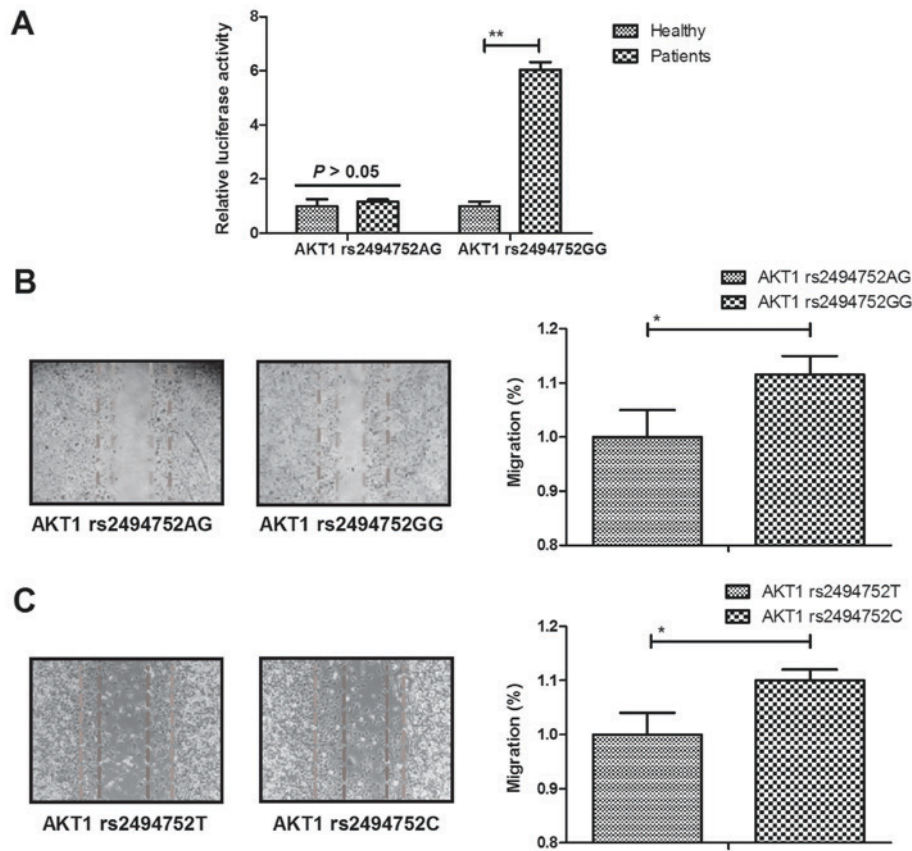 A
Relative luciferase activity
8
6
4
2
0
P > 0.05
**
Healthy
Patients
AKT1 rs2494752AG
AKT1 rs2494752GG
B
AKT1 rs2494752AG
AKT1 rs2494752GG
AKT1 rs2494752AG
AKT1 rs2494752GG
Migration (%)
1.2
1.1
1.0
0.9
0.8
*
C
AKT1 rs2494752T
AKT1 rs2494752C
AKT1 rs2494752T
AKT1 rs2494752C
Migration (%)
1.2
1.1
1.0
0.9
0.8
*